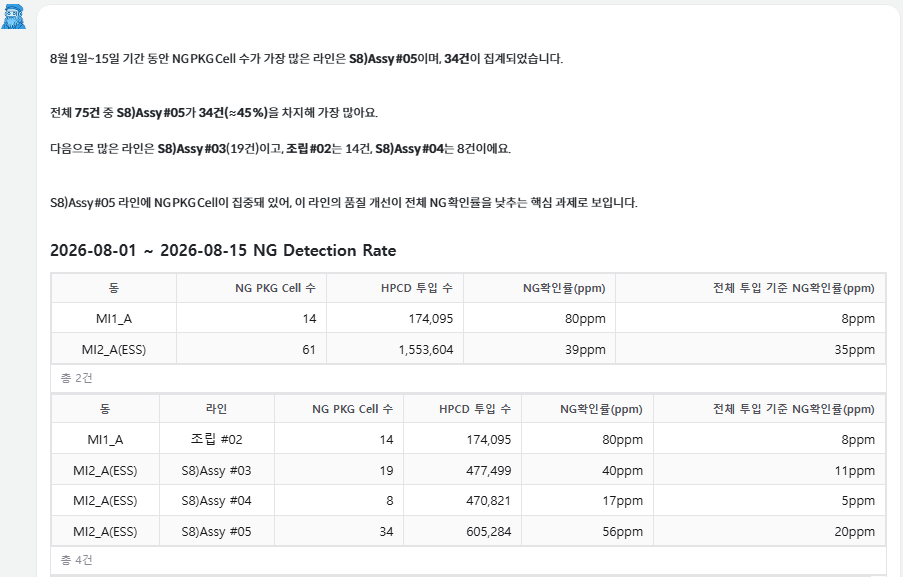 8월 1일~15일 기간 동안 NG PKG Cell 수가 가장 많은 라인은 S8)Assy #05이며, 34건이 집계되었습니다.
전체 75건 중 S8)Assy #05가 34건(≈45%)을 차지해 가장 많아요.
다음으로 많은 라인은 S8)Assy #03(19건)이고, 조립 #02는 14건, S8)Assy #04는 8건이에요.
S8)Assy #05 라인에 NG PKG Cell이 집중돼 있어, 이 라인의 품질 개선이 전체 NG 확인률을 낮추는 핵심 과제로 보입니다.
2026-08-01 ~ 2026-08-15 NG Detection Rate
동 NG PKG Cell 수 HPCD 투입 수 NG확인률(ppm) 전체 투입 기준 NG확인률(ppm)
MI1_A 14 174,095 80ppm 8ppm
MI2_A(ESS) 61 1,553,604 39ppm 35ppm
총 2건
동 라인 NG PKG Cell 수 HPCD 투입 수 NG확인률(ppm) 전체 투입 기준 NG확인률(ppm)
MI1_A 조립 #02 14 174,095 80ppm 8ppm
MI2_A(ESS) S8)Assy #03 19 477,499 40ppm 11ppm
MI2_A(ESS) S8)Assy #04 8 470,821 17ppm 5ppm
MI2_A(ESS) S8)Assy #05 34 605,284 56ppm 20ppm
총 4건